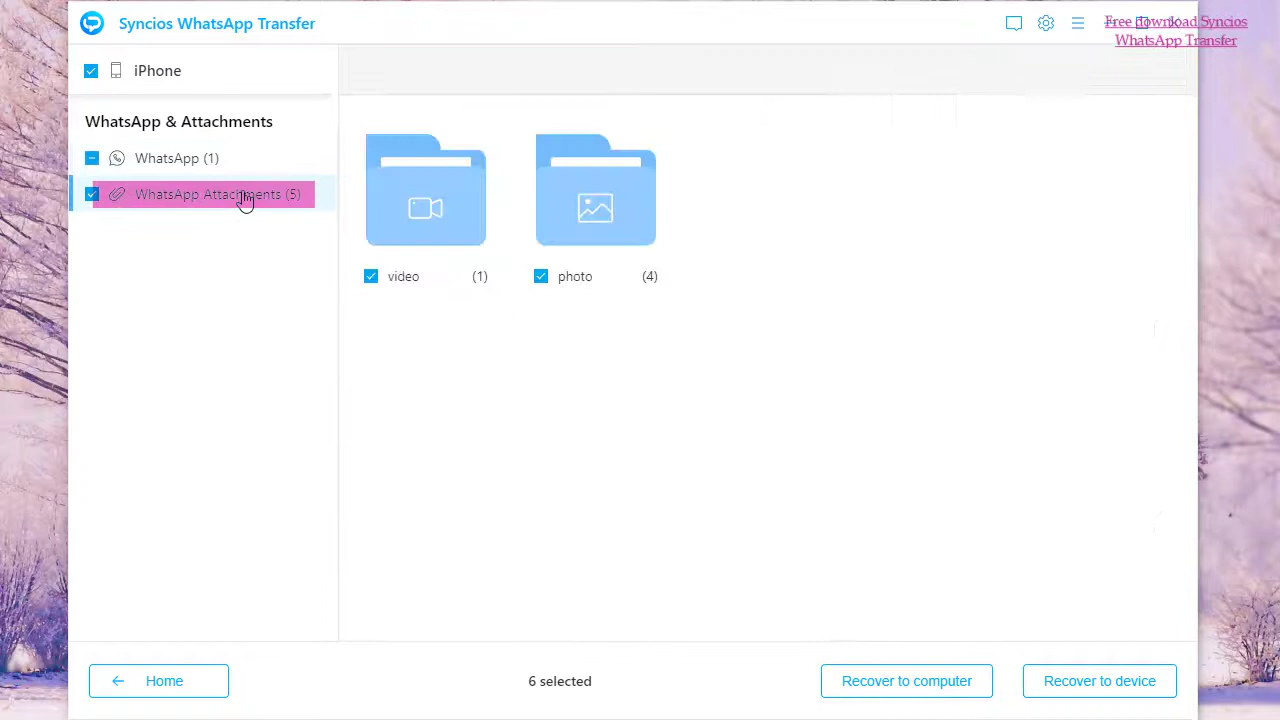 Syncios WhatsApp Transfer
Free download Syncios
WhatsApp Transfer
iPhone
WhatsApp & Attachments
WhatsApp (1)
WhatsApp Attachments (5)
video (1)
photo (4)
Home
6 selected
Recover to computer
Recover to device